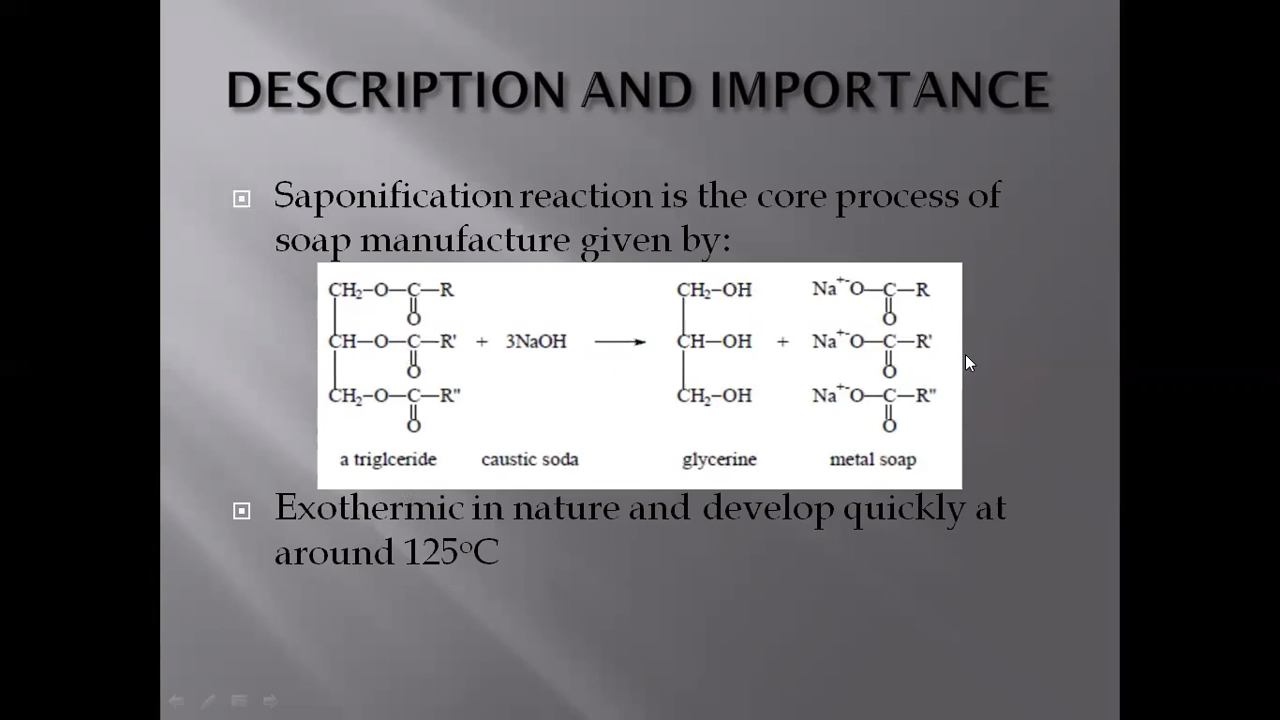 DESCRIPTION AND IMPORTANCE
Saponification reaction is the core process of
soap manufacture given by:
CH₂–O–C–R CH₂–OH Na⁺⁻O–C–R
O O
CH–O–C–R' + 3NaOH → CH–OH + Na⁺⁻O–C–R'
O O
CH₂–O–C–R" CH₂–OH Na⁺⁻O–C–R"
O O
a triglceride caustic soda glycerine metal soap
Exothermic in nature and develop quickly at
around 125°C